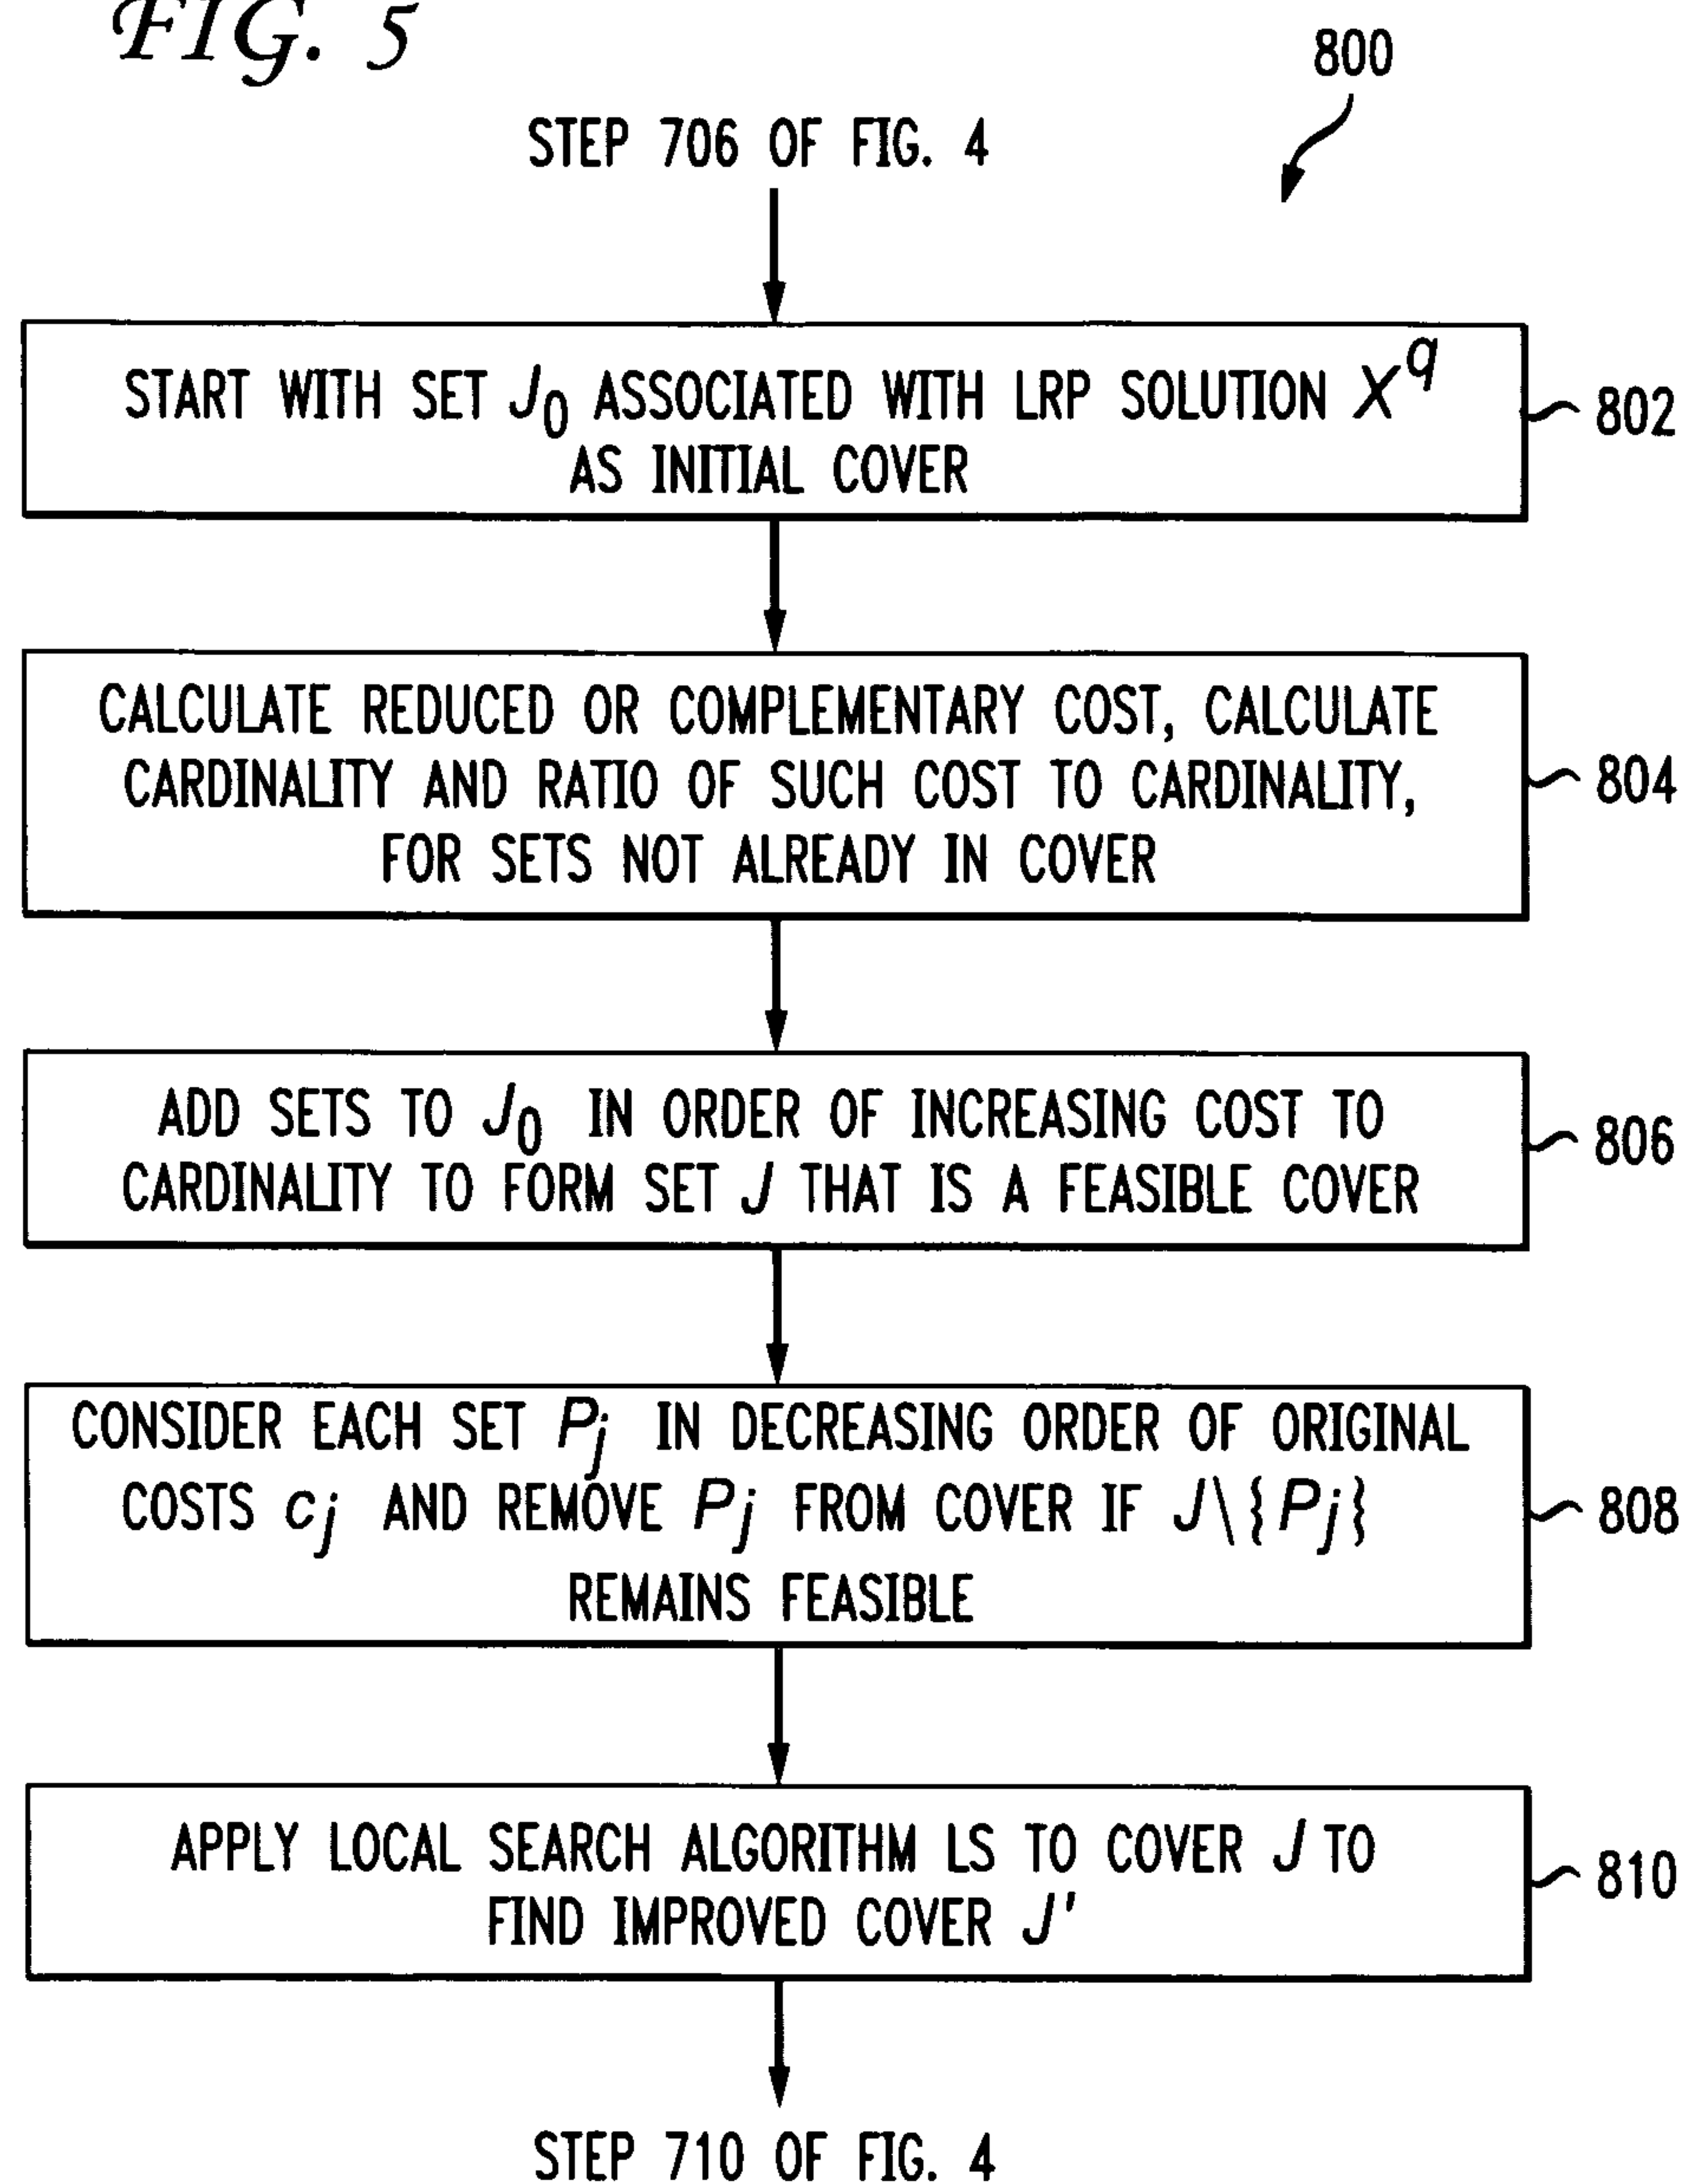 FIG. 5
800
STEP 706 OF FIG. 4
START WITH SET J0 ASSOCIATED WITH LRP SOLUTION X^q
AS INITIAL COVER
802
CALCULATE REDUCED OR COMPLEMENTARY COST, CALCULATE
CARDINALITY AND RATIO OF SUCH COST TO CARDINALITY,
FOR SETS NOT ALREADY IN COVER
804
ADD SETS TO J0 IN ORDER OF INCREASING COST TO
CARDINALITY TO FORM SET J THAT IS A FEASIBLE COVER
806
CONSIDER EACH SET Pj IN DECREASING ORDER OF ORIGINAL
COSTS cj AND REMOVE Pj FROM COVER IF J\{Pj}
REMAINS FEASIBLE
808
APPLY LOCAL SEARCH ALGORITHM LS TO COVER J TO
FIND IMPROVED COVER J'
810
STEP 710 OF FIG. 4